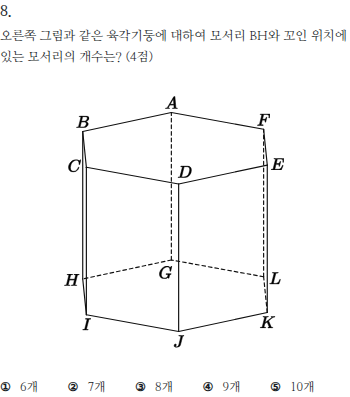 8.
오른쪽 그림과 같은 육각기둥에 대하여 모서리 BH와 꼬인 위치에
있는 모서리의 개수는? (4점)
A
B
F
C
D
E
G
H
L
I
K
J
① 6개 ② 7개 ③ 8개 ④ 9개 ⑤ 10개